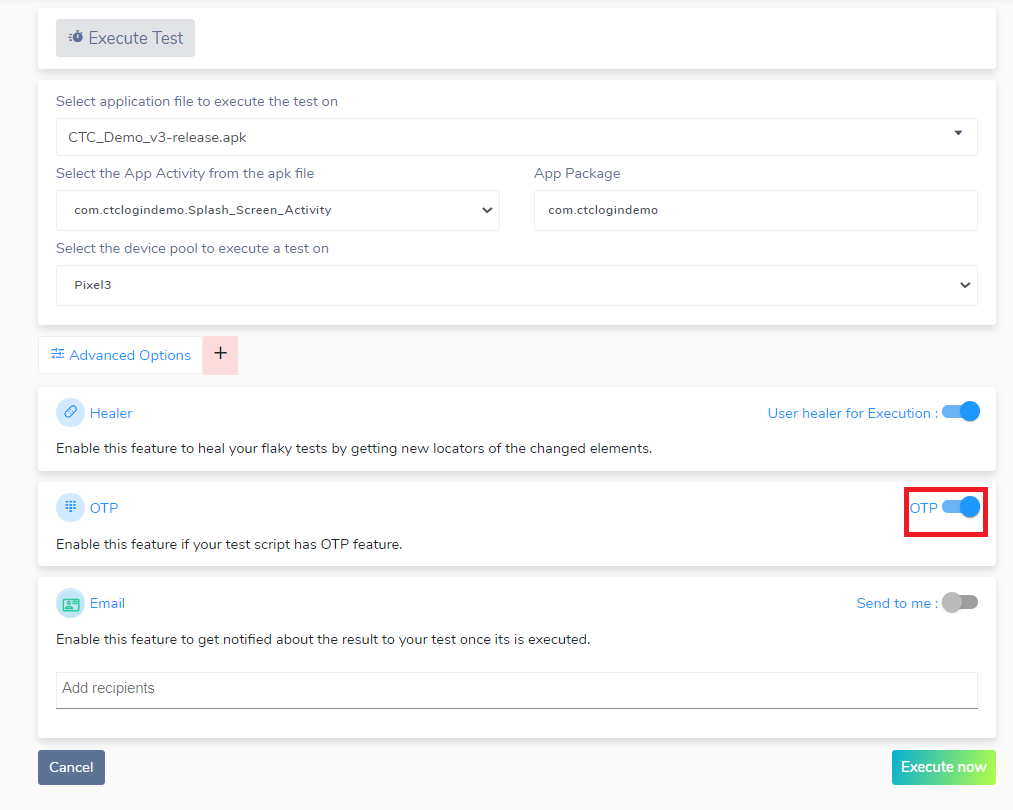 Execute Test
Select application file to execute the test on
CTC_Demo_v3-release.apk
Select the App Activity from the apk file
App Package
com.ctclogindemo.Splash_Screen_Activity
com.ctclogindemo
Select the device pool to execute a test on
Pixel3
Advanced Options
+
Healer
User healer for Execution :
Enable this feature to heal your flaky tests by getting new locators of the changed elements.
OTP
OTP
Enable this feature if your test script has OTP feature.
Email
Send to me :
Enable this feature to get notified about the result to your test once its is executed.
Add recipients
Cancel
Execute now